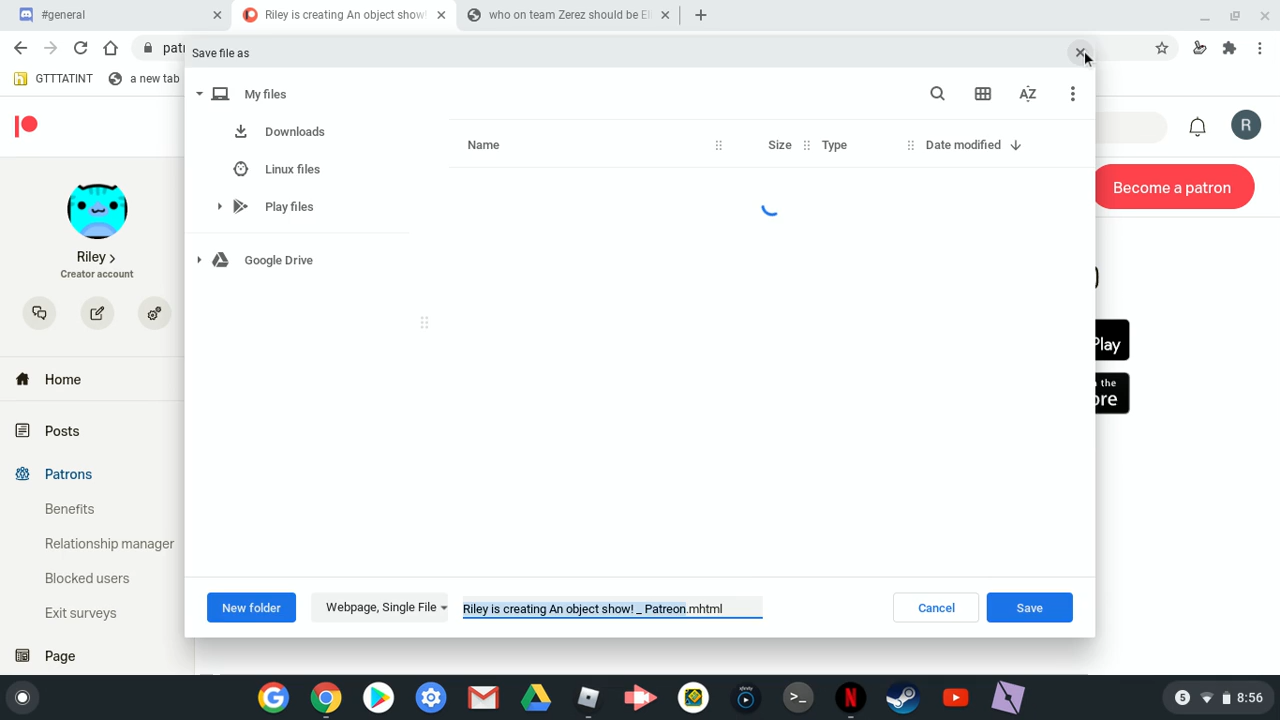 #general
Riley is creating An object show!
who on team Zerez should be El
patr
GTTTATINT
a new tab
Save file as
My files
Downloads
Linux files
Play files
Google Drive
Name
Size
Type
Date modified
R
Become a patron
Riley
Creator account
Home
Posts
Patrons
Benefits
Relationship manager
Blocked users
Exit surveys
Page
Play
n the
ore
New folder
Webpage, Single File
Riley is creating An object show! _ Patreon.mhtml
Cancel
Save
5
8:56